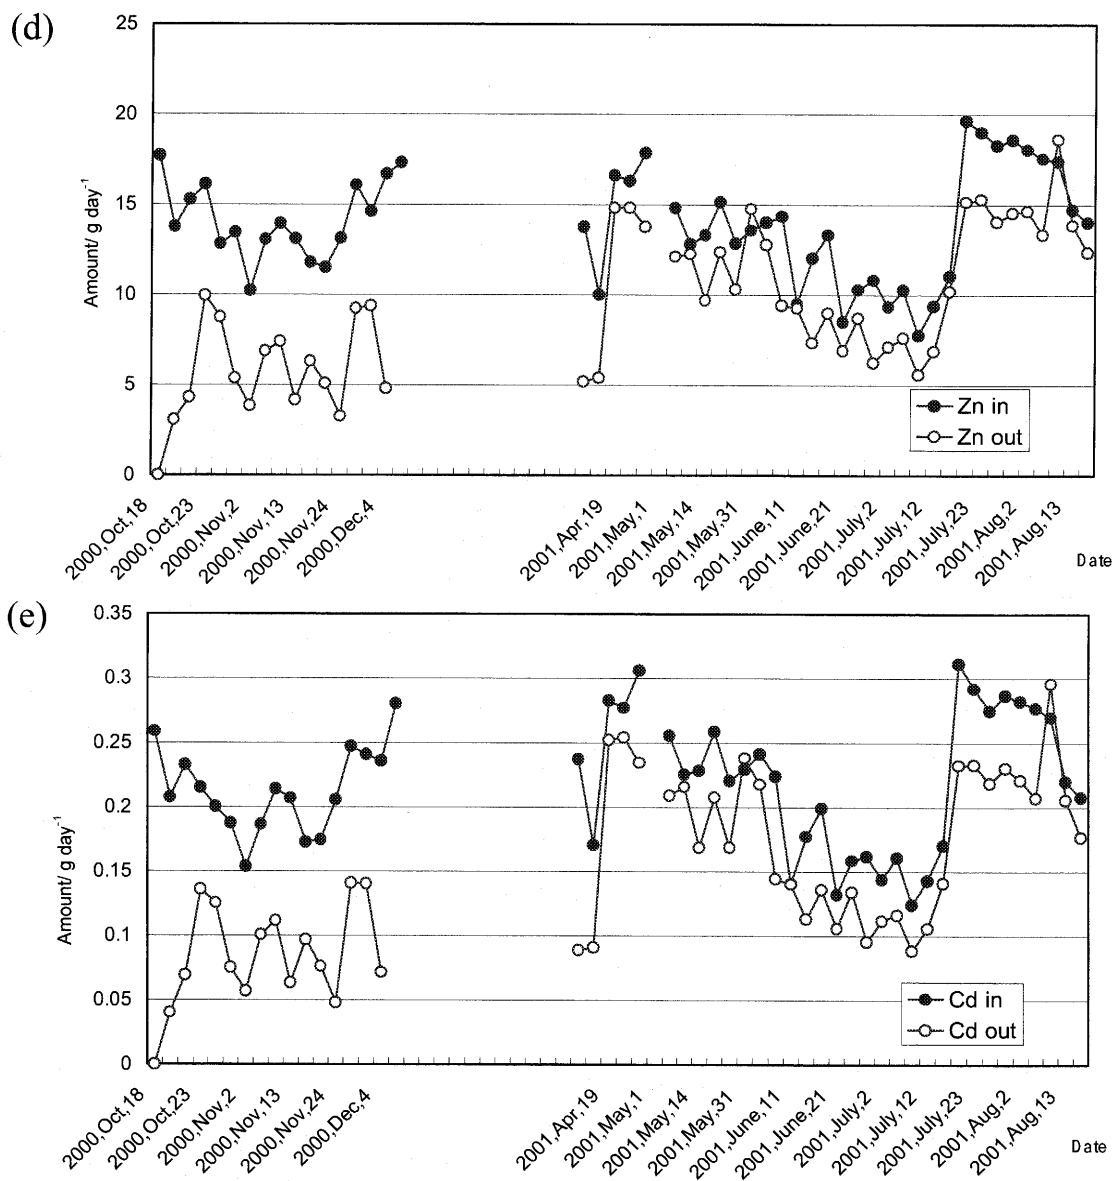 (d)
25
20
15
10
5
0
Amount/ g day⁻¹
Zn in
Zn out
2000,Oct,18
2000,Oct,23
2000,Nov,2
2000,Nov,13
2000,Nov,24
2000,Dec,4
2001,Apr,19
2001,May,1
2001,May,14
2001,May,31
2001,June,11
2001,June,21
2001,July,2
2001,July,12
2001,July,23
2001,Aug,2
2001,Aug,13
Date
(e)
0.35
0.3
0.25
0.2
0.15
0.1
0.05
0
Amount/ g day⁻¹
Cd in
Cd out
2000,Oct,18
2000,Oct,23
2000,Nov,2
2000,Nov,13
2000,Nov,24
2000,Dec,4
2001,Apr,19
2001,May,1
2001,May,14
2001,May,31
2001,June,11
2001,June,21
2001,July,2
2001,July,12
2001,July,23
2001,Aug,2
2001,Aug,13
Date